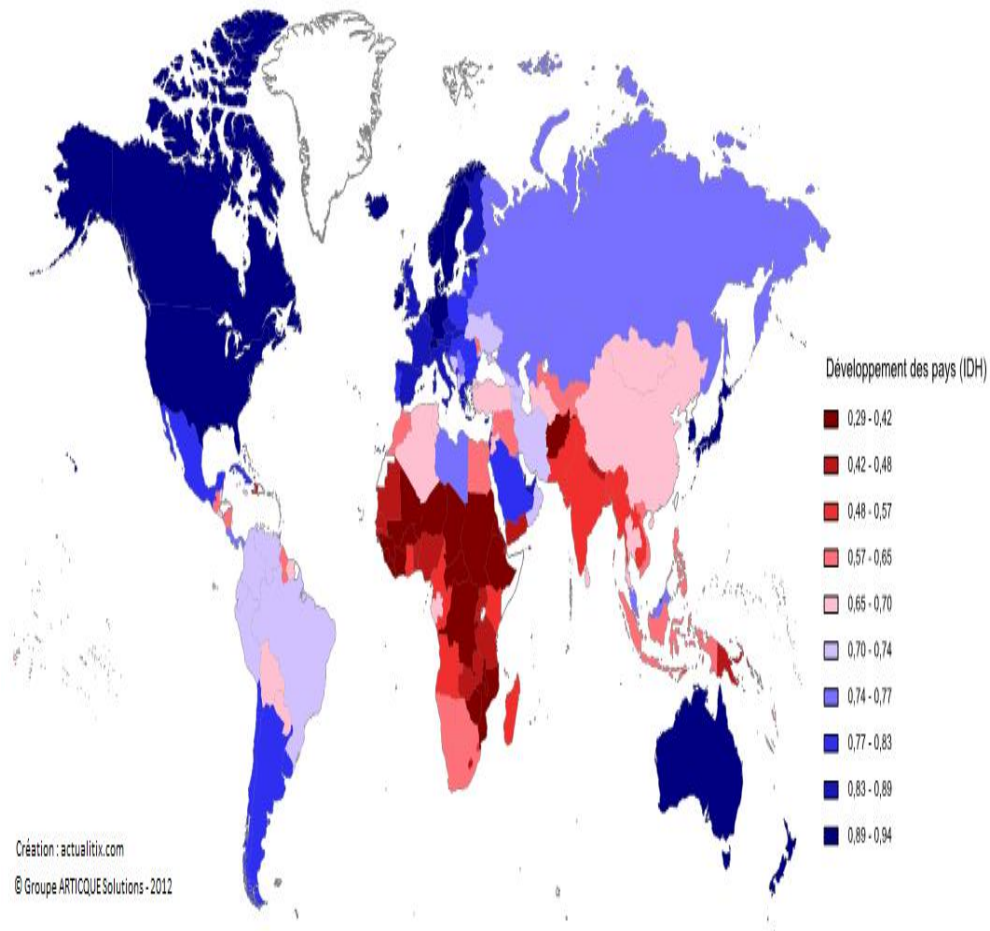 Développement des pays (IDH)
0,29 - 0,42
0,42 - 0,48
0,48 - 0,57
0,57 - 0,65
0,65 - 0,70
0,70 - 0,74
0,74 - 0,77
0,77 - 0,83
0,83 - 0,89
0,89 - 0,94
Création : actualitix.com
© Groupe ARTICQUE Solutions - 2012